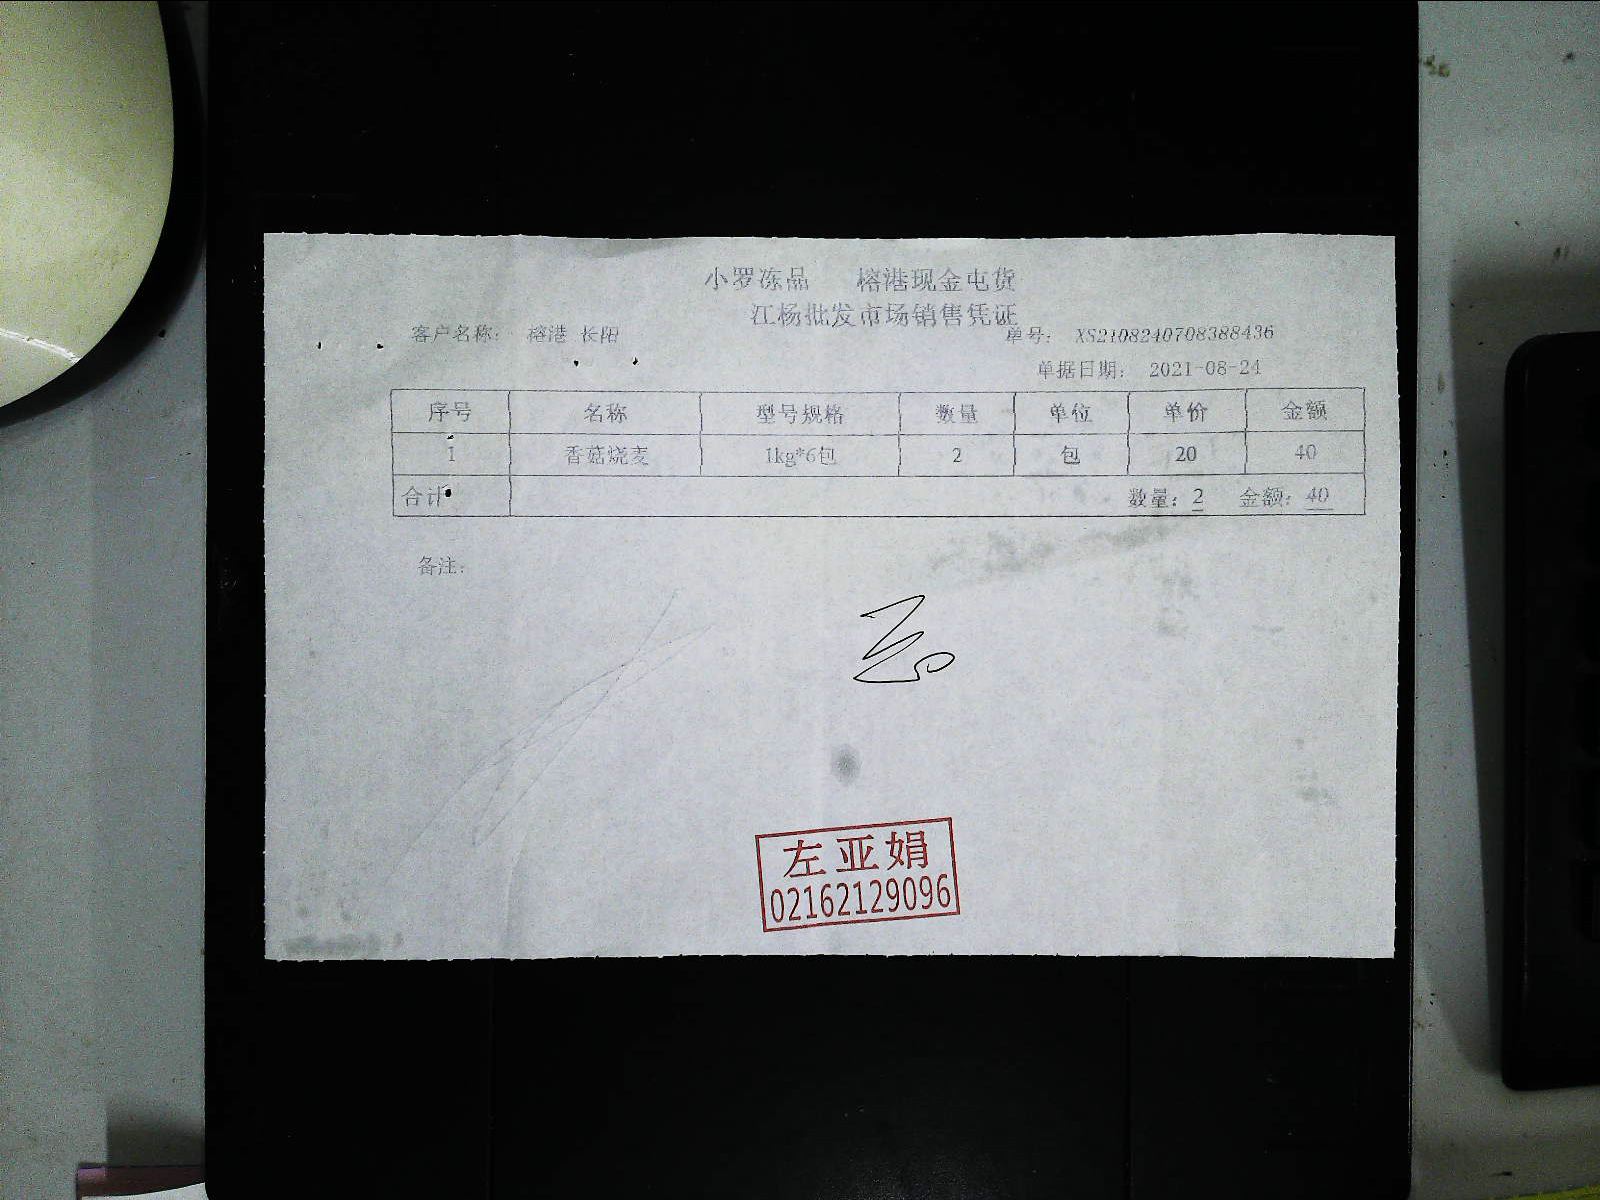 小罗冻品 榕港现金屯货
江杨批发市场销售凭证
客户名称： 榕港 长阳 单号： XS2108240708388436
单据日期： 2021-08-24
序号 名称 型号规格 数量 单位 单价 金额
1 香菇烧麦 1kg*6包 2 包 20 40
合计 数量：2 金额：40
备注：
左亚娟
02162129096